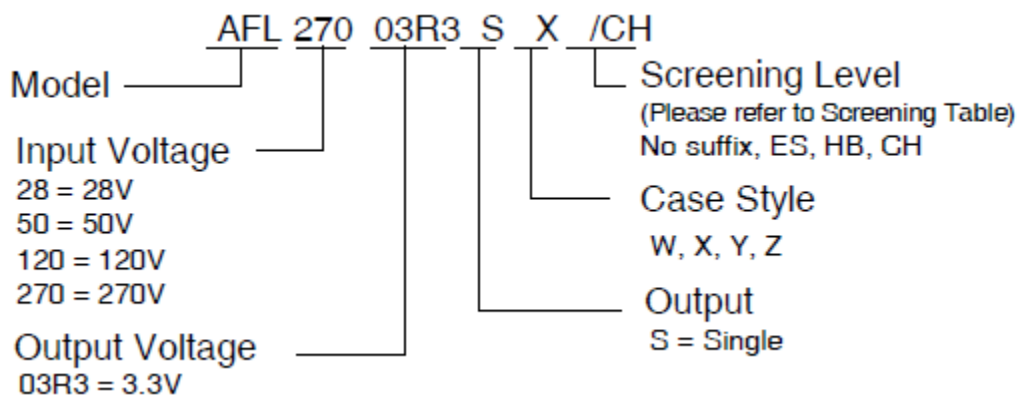 AFL 270 03R3 S X /CH
Model
Input Voltage
28 = 28V
50 = 50V
120 = 120V
270 = 270V
Output Voltage
03R3 = 3.3V
Screening Level
(Please refer to Screening Table)
No suffix, ES, HB, CH
Case Style
W, X, Y, Z
Output
S = Single